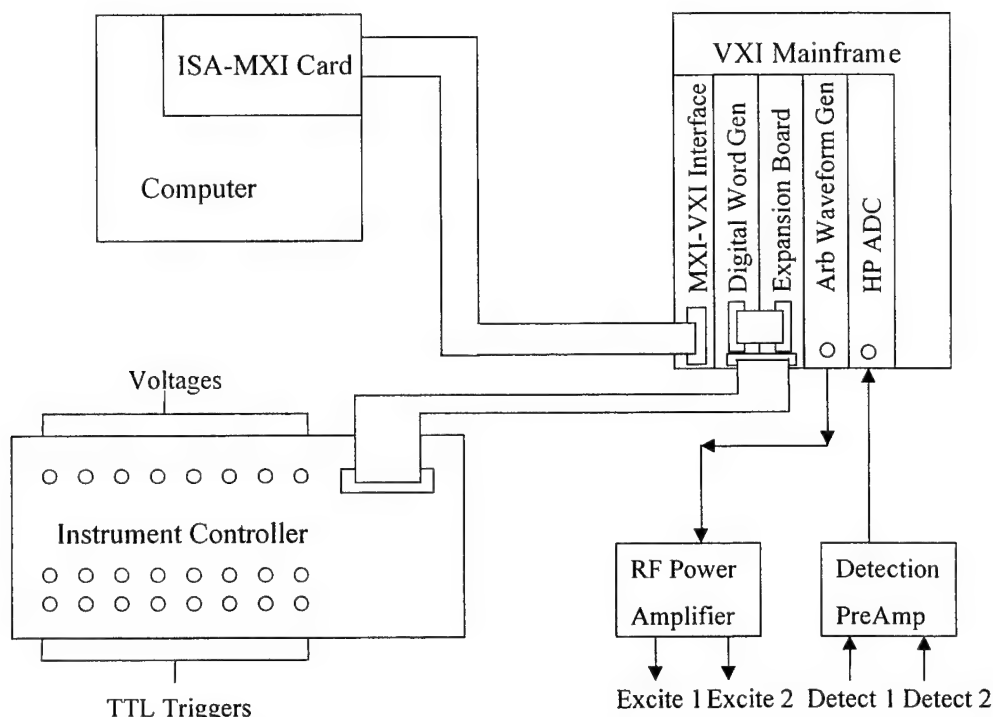 ISA-MXI Card
Computer
VXI Mainframe
MXI-VXI Interface
Digital Word Gen
Expansion Board
Arb Waveform Gen
HP ADC
Voltages
Instrument Controller
TTL Triggers
RF Power
Amplifier
Detection
PreAmp
Excite 1 Excite 2
Detect 1 Detect 2